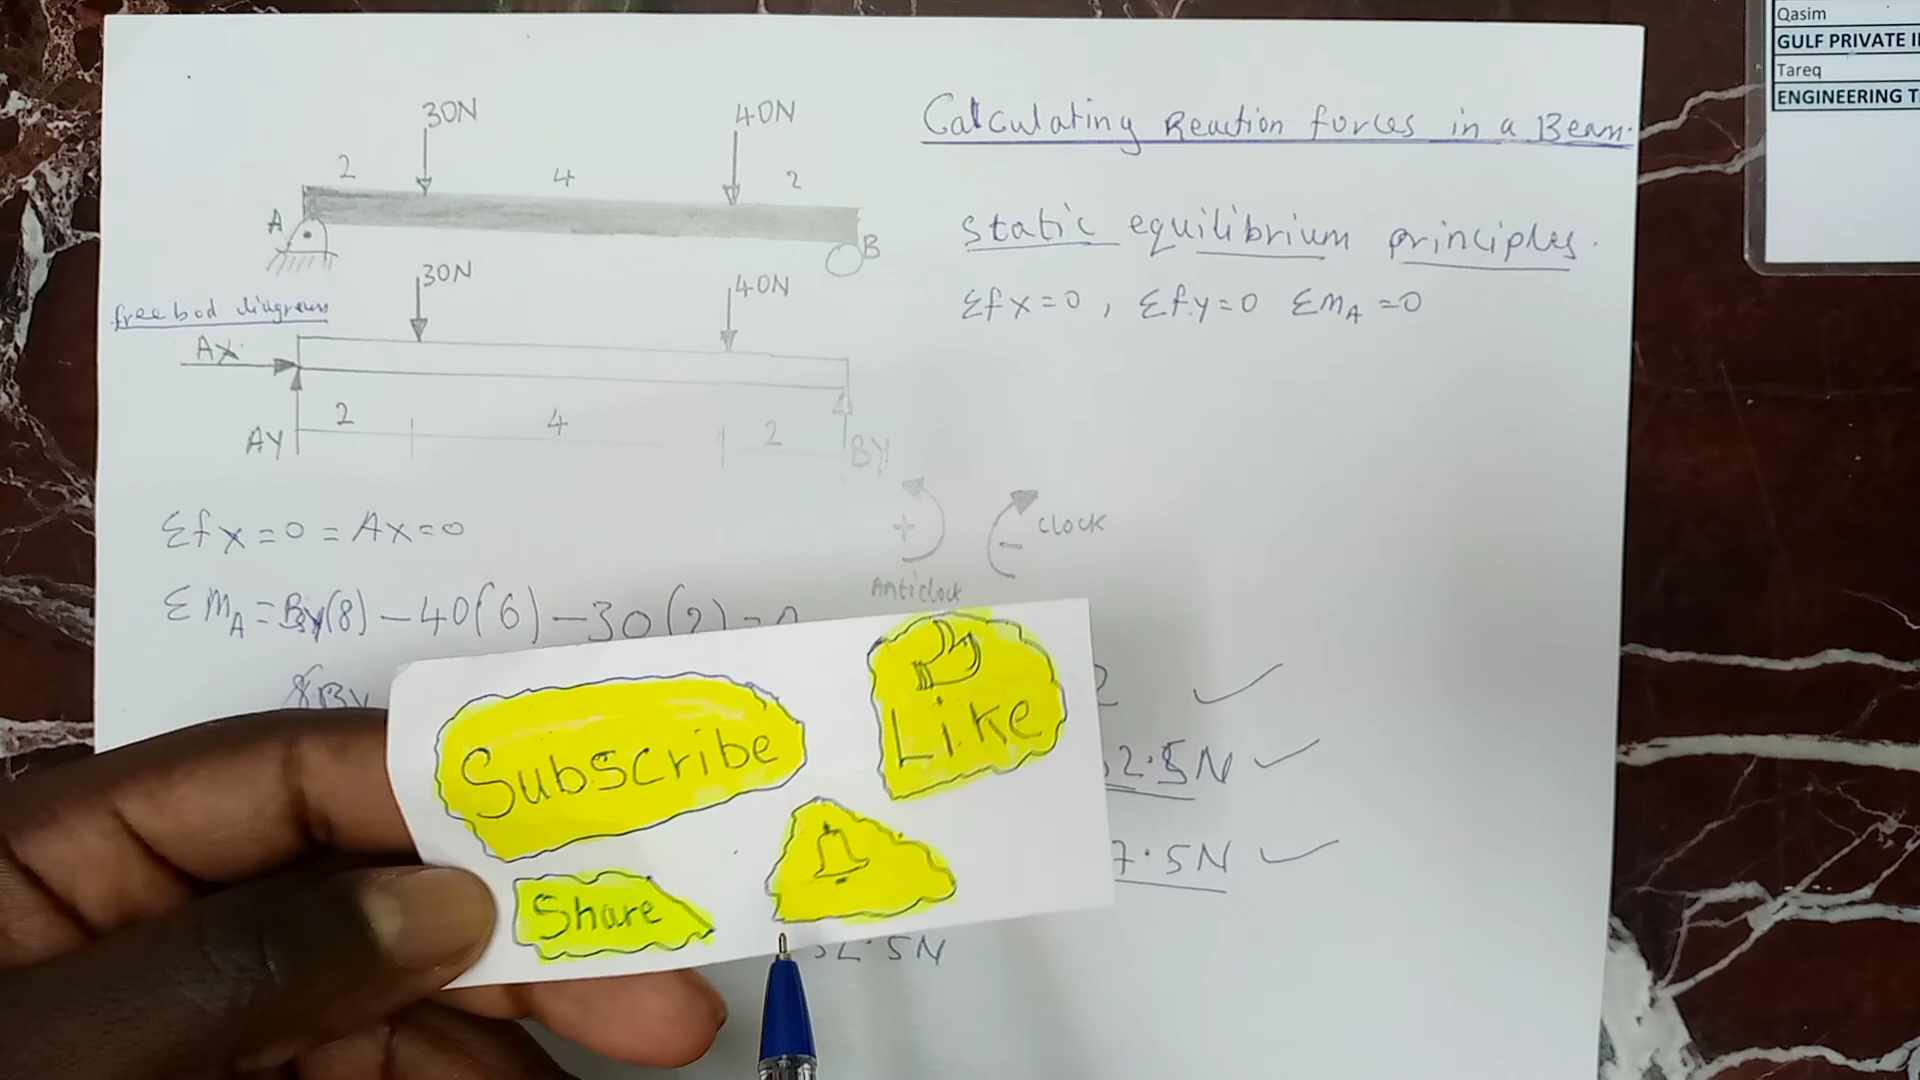 Qasim
GULF PRIVATE
Tareq
ENGINEERING
Calculating Reaction forces in a Beam.
30N
40N
2
4
2
A
B
static equilibrium principles.
30N
40N
free bod diagram
Σfx=0, Σfy=0 ΣmA=0
Ax
2
4
2
AY
BY
+
-
clock
Anticlock
Σfx=0=Ax=0
ΣMA=By(8)-40(6)-30(2)=0
8By
2.5N
7.5N
5N
Subscribe
Like
Share